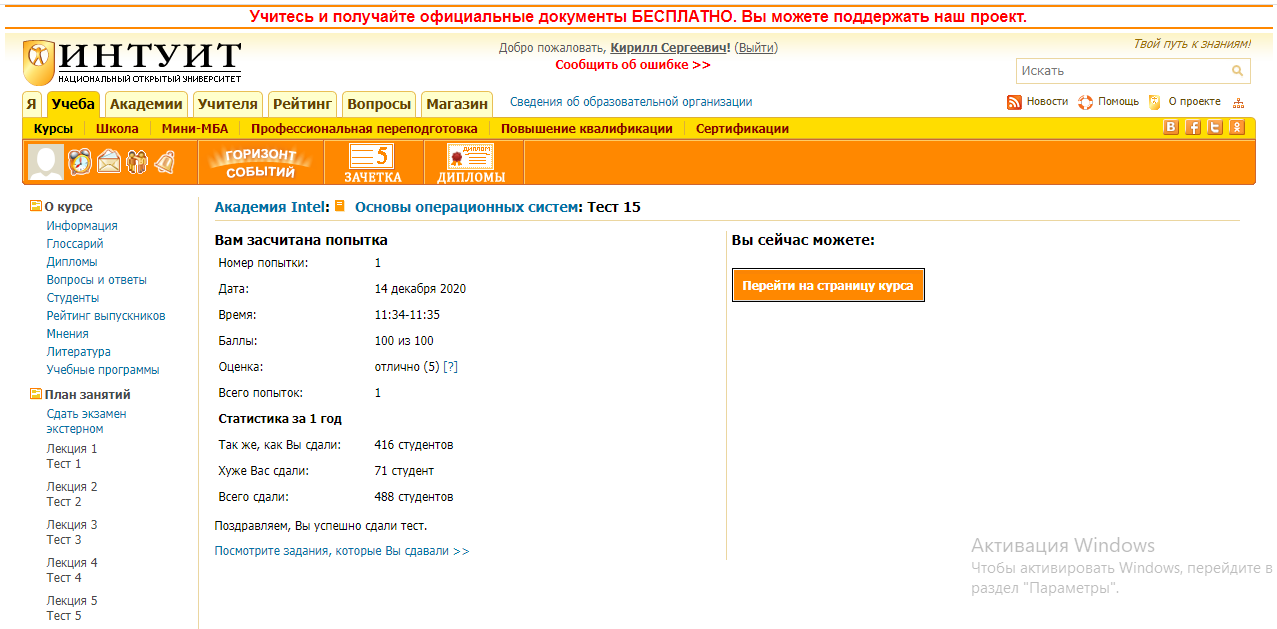 Учитесь и получайте официальные документы БЕСПЛАТНО. Вы можете поддержать наш проект.
ИНТУИТ
НАЦИОНАЛЬНЫЙ ОТКРЫТЫЙ УНИВЕРСИТЕТ
Добро пожаловать, Кирилл Сергеевич! (Выйти)
Сообщить об ошибке >>
Твой путь к знаниям!
Искать
Я Учеба Академии Учителя Рейтинг Вопросы Магазин Сведения об образовательной организации
Новости Помощь О проекте
Курсы Школа Мини-МБА Профессиональная переподготовка Повышение квалификации Сертификации
ГОРИЗОНТ СОБЫТИЙ
5
ЗАЧЕТКА
ДИПЛОМ
ДИПЛОМЫ
О курсе
Информация
Глоссарий
Дипломы
Вопросы и ответы
Студенты
Рейтинг выпускников
Мнения
Литература
Учебные программы
План занятий
Сдать экзамен
экстерном
Лекция 1
Тест 1
Лекция 2
Тест 2
Лекция 3
Тест 3
Лекция 4
Тест 4
Лекция 5
Тест 5
Академия Intel: Основы операционных систем: Тест 15
Вам засчитана попытка
Номер попытки: 1
Дата: 14 декабря 2020
Время: 11:34-11:35
Баллы: 100 из 100
Оценка: отлично (5) [?]
Всего попыток: 1
Статистика за 1 год
Так же, как Вы сдали: 416 студентов
Хуже Вас сдали: 71 студент
Всего сдали: 488 студентов
Поздравляем, Вы успешно сдали тест.
Посмотрите задания, которые Вы сдавали >>
Вы сейчас можете:
Перейти на страницу курса
Активация Windows
Чтобы активировать Windows, перейдите в
раздел "Параметры".